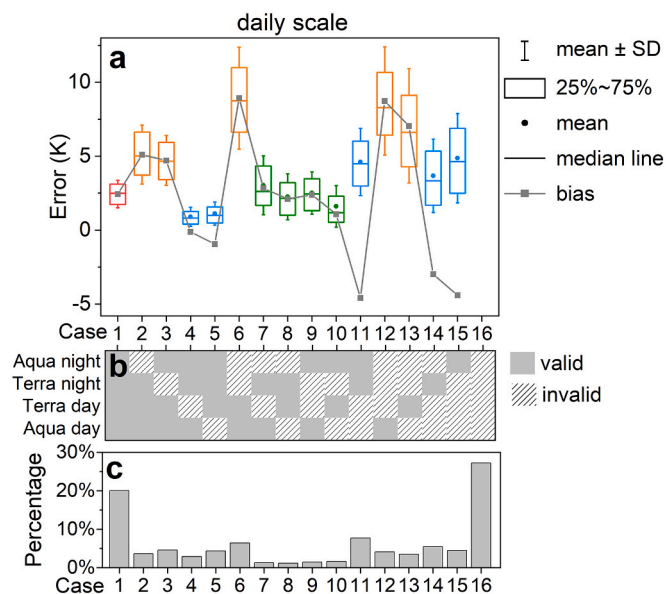 daily scale
a
Error (K)
10
5
0
-5
Case
1 2 3 4 5 6 7 8 9 10 11 12 13 14 15 16
mean ± SD
25%~75%
mean
median line
bias
b
Aqua night
Terra night
Terra day
Aqua day
valid
invalid
c
Percentage
30%
20%
10%
0%
Case
1 2 3 4 5 6 7 8 9 10 11 12 13 14 15 16